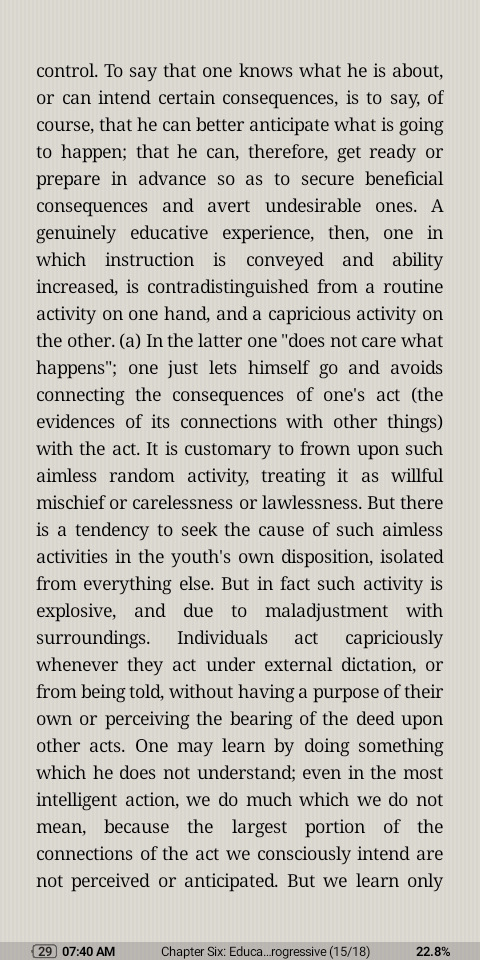 control. To say that one knows what he is about,
or can intend certain consequences, is to say, of
course, that he can better anticipate what is going
to happen; that he can, therefore, get ready or
prepare in advance so as to secure beneficial
consequences and avert undesirable ones. A
genuinely educative experience, then, one in
which instruction is conveyed and ability
increased, is contradistinguished from a routine
activity on one hand, and a capricious activity on
the other. (a) In the latter one "does not care what
happens"; one just lets himself go and avoids
connecting the consequences of one's act (the
evidences of its connections with other things)
with the act. It is customary to frown upon such
aimless random activity, treating it as willful
mischief or carelessness or lawlessness. But there
is a tendency to seek the cause of such aimless
activities in the youth's own disposition, isolated
from everything else. But in fact such activity is
explosive, and due to maladjustment with
surroundings. Individuals act capriciously
whenever they act under external dictation, or
from being told, without having a purpose of their
own or perceiving the bearing of the deed upon
other acts. One may learn by doing something
which he does not understand; even in the most
intelligent action, we do much which we do not
mean, because the largest portion of the
connections of the act we consciously intend are
not perceived or anticipated. But we learn only
29 07:40 AM Chapter Six: Educa...rogressive (15/18) 22.8%